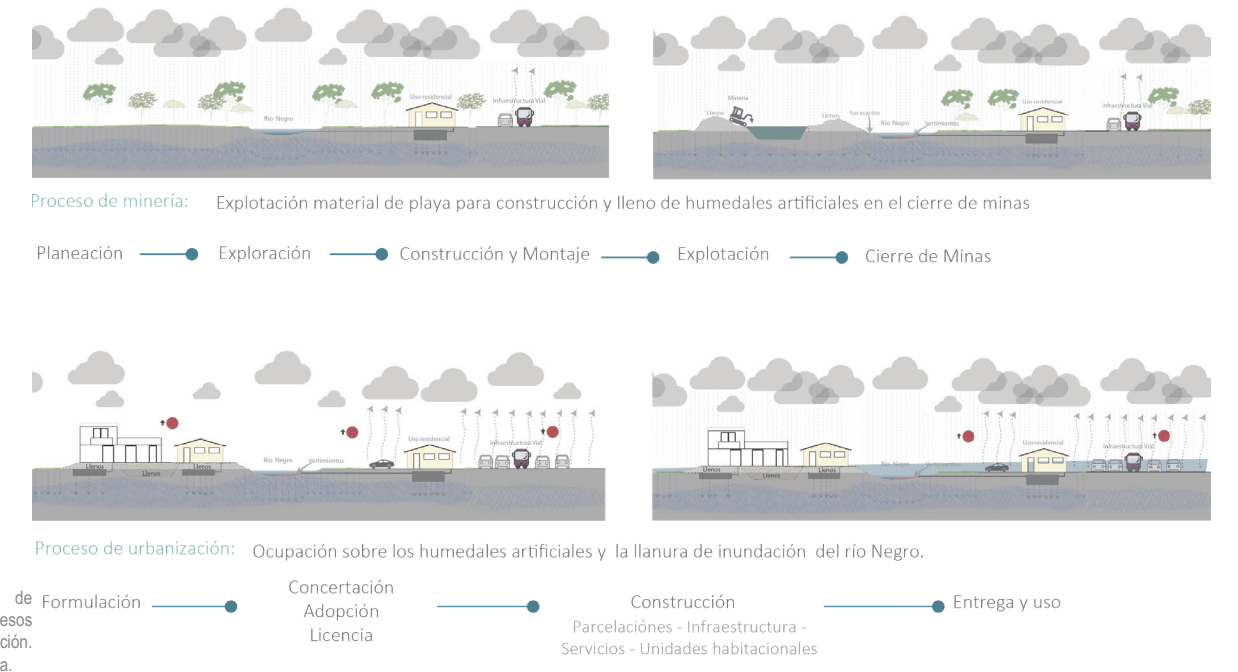 Uso residencial
Infraestructura Vial
Río Negro
Minería
Llenos
Llenos
Uso residencial
Infraestructura Vial
Río Negro
Vertimientos
Proceso de minería: Explotación material de playa para construcción y lleno de humedales artificiales en el cierre de minas
Planeación Exploración Construcción y Montaje Explotación Cierre de Minas
Uso residencial
Infraestructura Vial
Río Negro Vertimientos
Llenos Llenos Llenos
Uso residencial
Infraestructura Vial
Río Negro Vertimientos
Llenos Llenos Llenos
Proceso de urbanización: Ocupación sobre los humedales artificiales y la llanura de inundación del río Negro.
de
esos
ción.
a.
Formulación
Concertación
Adopción
Licencia
Construcción
Parcelaciónes - Infraestructura -
Servicios - Unidades habitacionales
Entrega y uso